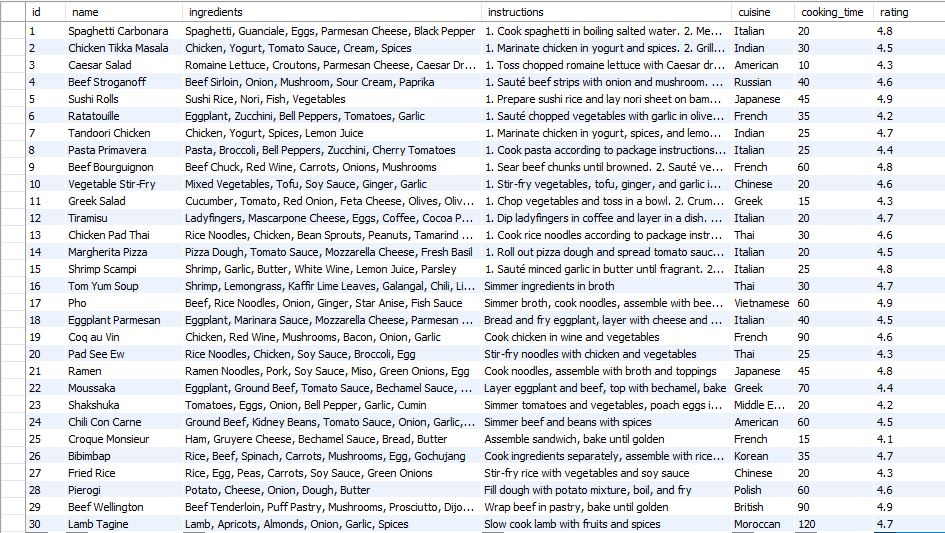 id name ingredients instructions cuisine cooking_time rating
1 Spaghetti Carbonara Spaghetti, Guanciale, Eggs, Parmesan Cheese, Black Pepper 1. Cook spaghetti in boiling salted water. 2. Me... Italian 20 4.8
2 Chicken Tikka Masala Chicken, Yogurt, Tomato Sauce, Cream, Spices 1. Marinate chicken in yogurt and spices. 2. Grill... Indian 30 4.5
3 Caesar Salad Romaine Lettuce, Croutons, Parmesan Cheese, Caesar Dr... 1. Toss chopped romaine lettuce with Caesar dr... American 10 4.3
4 Beef Stroganoff Beef Sirloin, Onion, Mushroom, Sour Cream, Paprika 1. Sauté beef strips with onion and mushroom. ... Russian 40 4.6
5 Sushi Rolls Sushi Rice, Nori, Fish, Vegetables 1. Prepare sushi rice and lay nori sheet on bam... Japanese 45 4.9
6 Ratatouille Eggplant, Zucchini, Bell Peppers, Tomatoes, Garlic 1. Sauté chopped vegetables with garlic in olive... French 35 4.2
7 Tandoori Chicken Chicken, Yogurt, Spices, Lemon Juice 1. Marinate chicken in yogurt, spices, and lemo... Indian 25 4.7
8 Pasta Primavera Pasta, Broccoli, Bell Peppers, Zucchini, Cherry Tomatoes 1. Cook pasta according to package instructions... Italian 25 4.4
9 Beef Bourguignon Beef Chuck, Red Wine, Carrots, Onions, Mushrooms 1. Sear beef chunks until browned. 2. Sauté ve... French 60 4.8
10 Vegetable Stir-Fry Mixed Vegetables, Tofu, Soy Sauce, Ginger, Garlic 1. Stir-fry vegetables, tofu, ginger, and garlic i... Chinese 20 4.6
11 Greek Salad Cucumber, Tomato, Red Onion, Feta Cheese, Olives, Oliv... 1. Chop vegetables and toss in a bowl. 2. Crum... Greek 15 4.3
12 Tiramisu Ladyfingers, Mascarpone Cheese, Eggs, Coffee, Cocoa P... 1. Dip ladyfingers in coffee and layer in a dish. ... Italian 20 4.7
13 Chicken Pad Thai Rice Noodles, Chicken, Bean Sprouts, Peanuts, Tamarind ... 1. Cook rice noodles according to package instr... Thai 30 4.6
14 Margherita Pizza Pizza Dough, Tomato Sauce, Mozzarella Cheese, Fresh Basil 1. Roll out pizza dough and spread tomato sauc... Italian 20 4.5
15 Shrimp Scampi Shrimp, Garlic, Butter, White Wine, Lemon Juice, Parsley 1. Sauté minced garlic in butter until fragrant. 2... Italian 25 4.8
16 Tom Yum Soup Shrimp, Lemongrass, Kaffir Lime Leaves, Galangal, Chili, Li... Simmer ingredients in broth Thai 30 4.7
17 Pho Beef, Rice Noodles, Onion, Ginger, Star Anise, Fish Sauce Simmer broth, cook noodles, assemble with bee... Vietnamese 60 4.9
18 Eggplant Parmesan Eggplant, Marinara Sauce, Mozzarella Cheese, Parmesan ... Bread and fry eggplant, layer with cheese and ... Italian 40 4.5
19 Coq au Vin Chicken, Red Wine, Mushrooms, Bacon, Onion, Garlic Cook chicken in wine and vegetables French 90 4.6
20 Pad See Ew Rice Noodles, Chicken, Soy Sauce, Broccoli, Egg Stir-fry noodles with chicken and vegetables Thai 25 4.3
21 Ramen Ramen Noodles, Pork, Soy Sauce, Miso, Green Onions, Egg Cook noodles, assemble with broth and toppings Japanese 45 4.8
22 Moussaka Eggplant, Ground Beef, Tomato Sauce, Bechamel Sauce, ... Layer eggplant and beef, top with bechamel, bake Greek 70 4.4
23 Shakshuka Tomatoes, Eggs, Onion, Bell Pepper, Garlic, Cumin Simmer tomatoes and vegetables, poach eggs i... Middle E... 20 4.2
24 Chili Con Carne Ground Beef, Kidney Beans, Tomato Sauce, Onion, Garlic,... Simmer beef and beans with spices American 60 4.5
25 Croque Monsieur Ham, Gruyere Cheese, Bechamel Sauce, Bread, Butter Assemble sandwich, bake until golden French 15 4.1
26 Bibimbap Rice, Beef, Spinach, Carrots, Mushrooms, Egg, Gochujang Cook ingredients separately, assemble with rice... Korean 35 4.7
27 Fried Rice Rice, Egg, Peas, Carrots, Soy Sauce, Green Onions Stir-fry rice with vegetables and soy sauce Chinese 20 4.3
28 Pierogi Potato, Cheese, Onion, Dough, Butter Fill dough with potato mixture, boil, and fry Polish 60 4.6
29 Beef Wellington Beef Tenderloin, Puff Pastry, Mushrooms, Prosciutto, Dijo... Wrap beef in pastry, bake until golden British 90 4.9
30 Lamb Tagine Lamb, Apricots, Almonds, Onion, Garlic, Spices Slow cook lamb with fruits and spices Moroccan 120 4.7